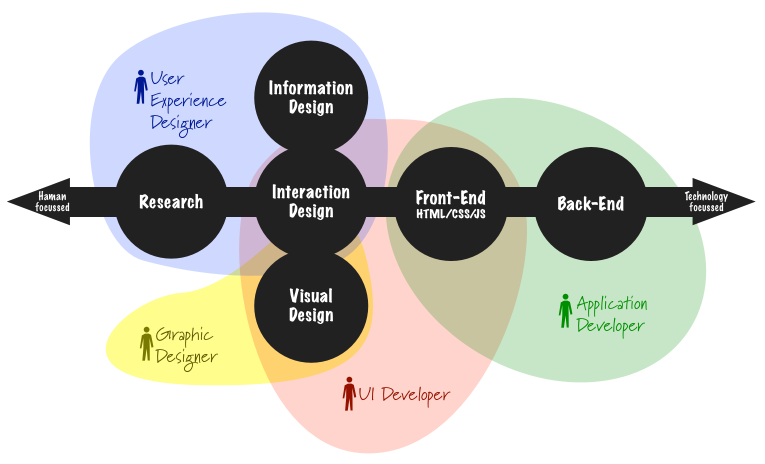 User
Experience
Designer
Information
Design
Human
focussed
Research
Interaction
Design
Front-End
HTML/CSS/JS
Back-End
Technology
focussed
Visual
Design
Graphic
Designer
Application
Developer
UI Developer